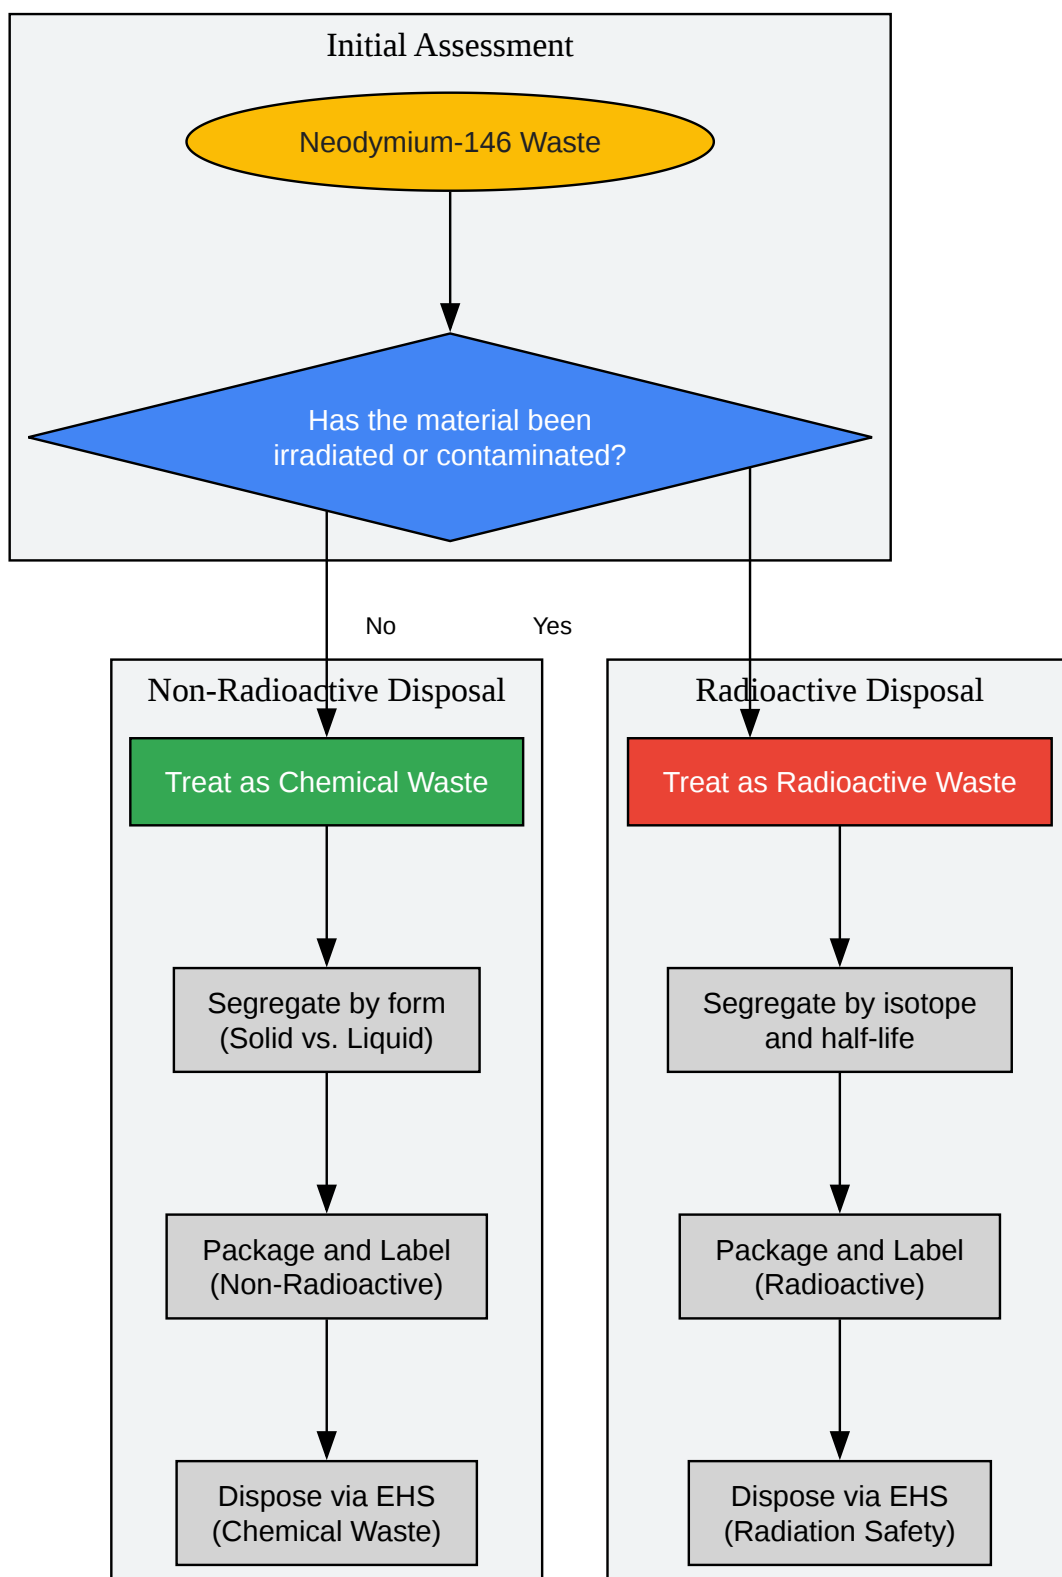 Initial Assessment
Neodymium-146 Waste
Has the material been
irradiated or contaminated?
No
Yes
Non-Radioactive Disposal
Treat as Chemical Waste
Segregate by form
(Solid vs. Liquid)
Package and Label
(Non-Radioactive)
Dispose via EHS
(Chemical Waste)
Radioactive Disposal
Treat as Radioactive Waste
Segregate by isotope
and half-life
Package and Label
(Radioactive)
Dispose via EHS
(Radiation Safety)